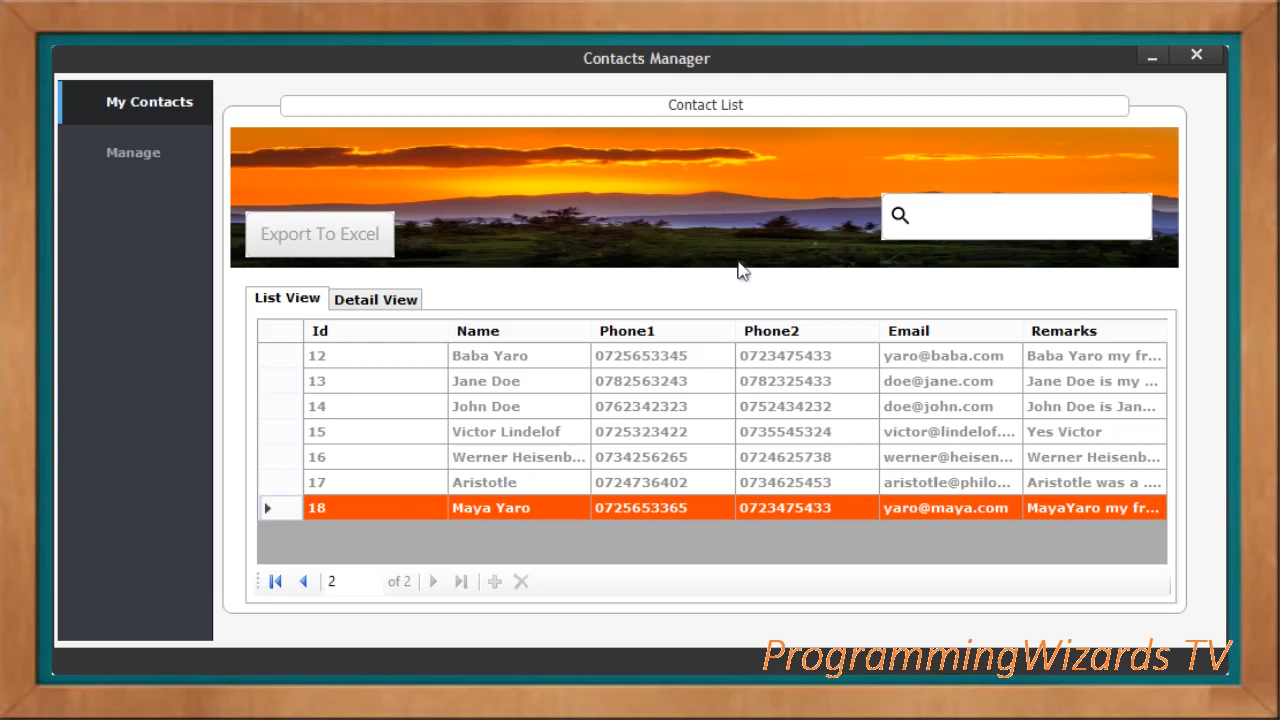 Contacts Manager
My Contacts
Manage
Contact List
Export To Excel
List View Detail View
Id Name Phone1 Phone2 Email Remarks
12 Baba Yaro 0725653345 0723475433 yaro@baba.com Baba Yaro my fr...
13 Jane Doe 0782563243 0782325433 doe@jane.com Jane Doe is my ...
14 John Doe 0762342323 0752434232 doe@john.com John Doe is Jan...
15 Victor Lindelof 0725323422 0735545324 victor@lindelof.... Yes Victor
16 Werner Heisenb... 0734256265 0724625738 werner@heisen... Werner Heisenb...
17 Aristotle 0724736402 0734625453 aristotle@philo... Aristotle was a ....
18 Maya Yaro 0725653365 0723475433 yaro@maya.com MayaYaro my fr...
2 of 2
ProgrammingWizards TV